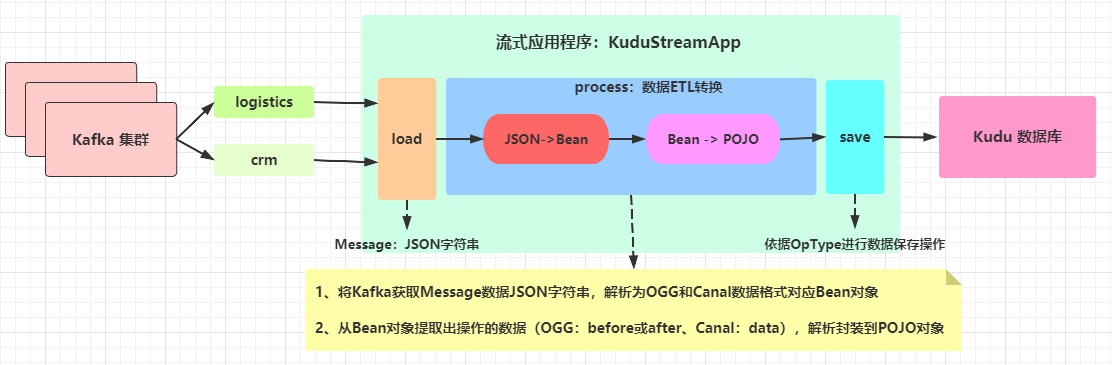 流式应用程序：KuduStreamApp
Kafka 集群
logistics
crm
load
process：数据ETL转换
JSON->Bean
Bean -> POJO
save
Kudu 数据库
Message：JSON字符串
依据OpType进行数据保存操作
1、将Kafka获取Message数据JSON字符串，解析为OGG和Canal数据格式对应Bean对象
2、从Bean对象提取出操作的数据（OGG：before或after、Canal：data），解析封装到POJO对象